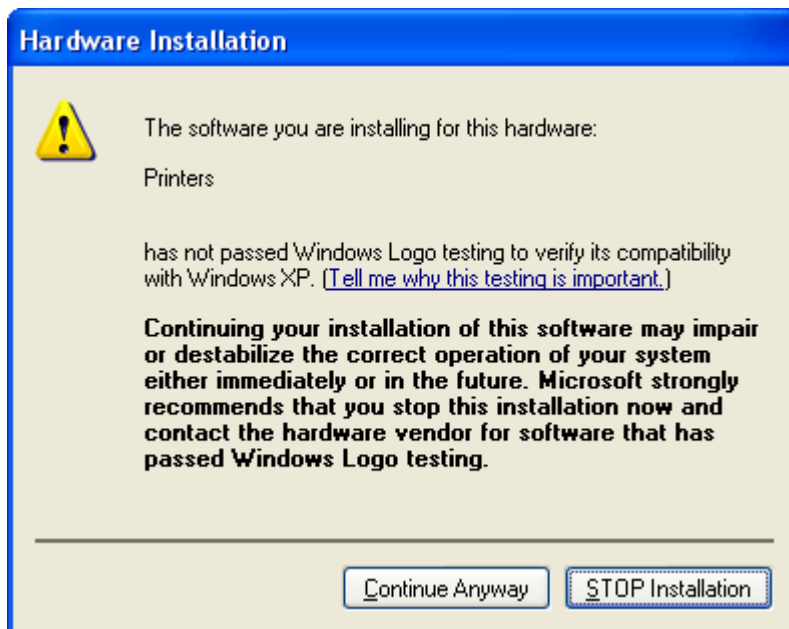 Hardware Installation
The software you are installing for this hardware:
Printers
has not passed Windows Logo testing to verify its compatibility
with Windows XP. (Tell me why this testing is important.)
Continuing your installation of this software may impair
or destabilize the correct operation of your system
either immediately or in the future. Microsoft strongly
recommends that you stop this installation now and
contact the hardware vendor for software that has
passed Windows Logo testing.
Continue Anyway
STOP Installation